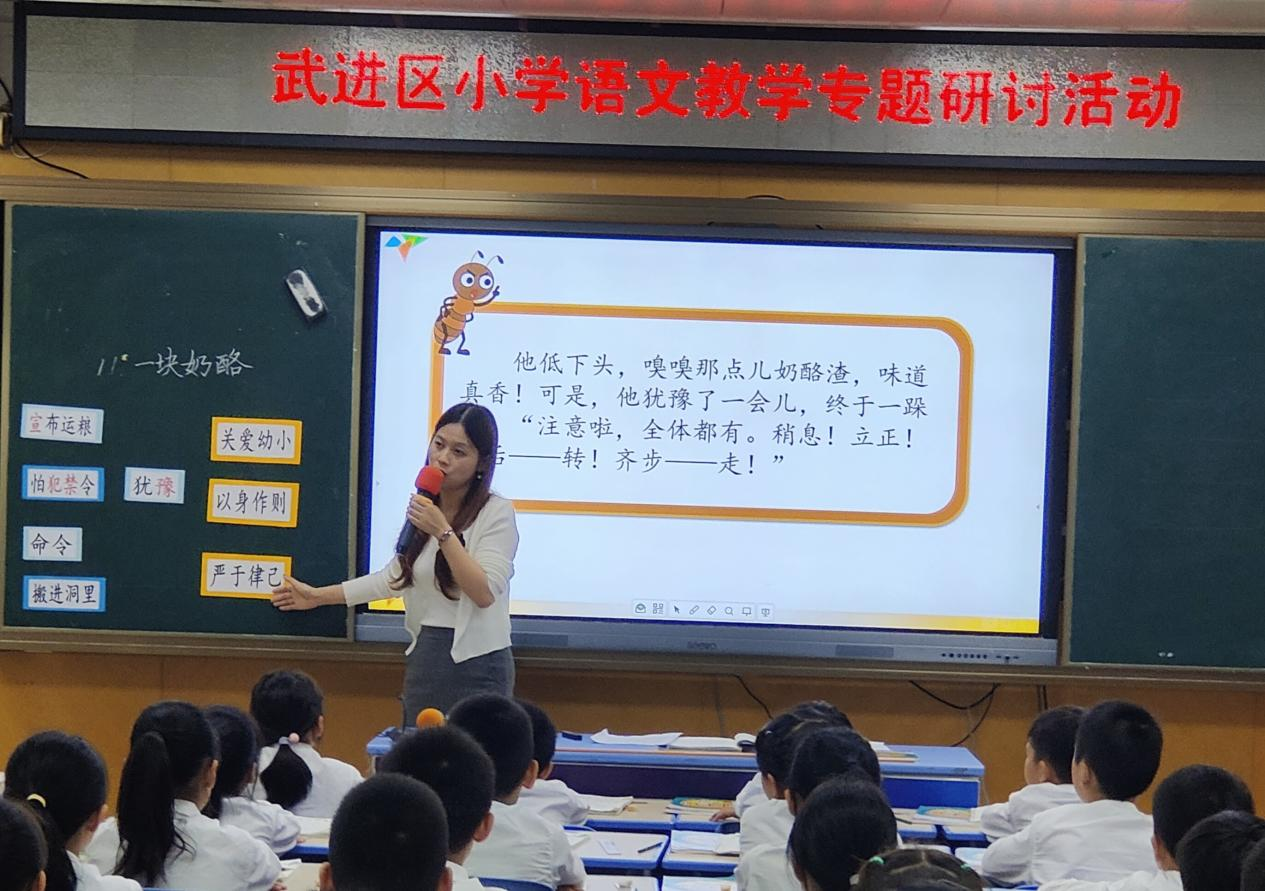 武进区小学语文教学专题研讨活动
11* 一块奶酪
宣布运粮
怕犯禁令
犹豫
命令
搬进洞里
关爱幼小
以身作则
严于律己
他低下头，嗅嗅那点儿奶酪渣，味道
真香！可是，他犹豫了一会儿，终于一跺
“注意啦，全体都有。稍息！立正！
后——转！齐步——走！”